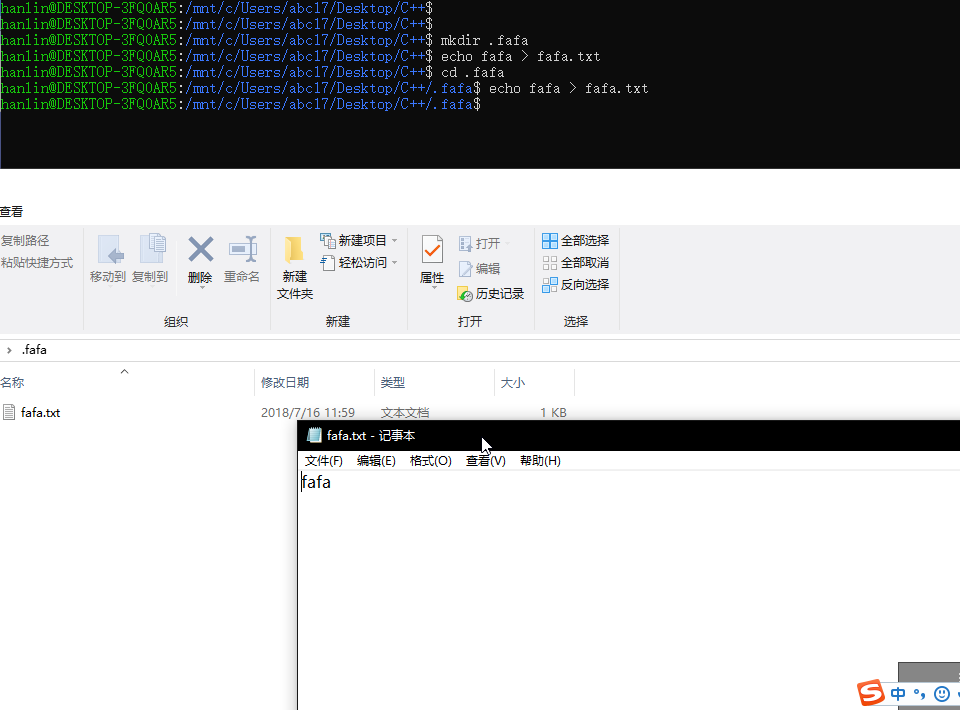 hanlin@DESKTOP-3FQ0AR5:/mnt/c/Users/abc17/Desktop/C++$
hanlin@DESKTOP-3FQ0AR5:/mnt/c/Users/abc17/Desktop/C++$
hanlin@DESKTOP-3FQ0AR5:/mnt/c/Users/abc17/Desktop/C++$ mkdir .fafa
hanlin@DESKTOP-3FQ0AR5:/mnt/c/Users/abc17/Desktop/C++$ echo fafa > fafa.txt
hanlin@DESKTOP-3FQ0AR5:/mnt/c/Users/abc17/Desktop/C++$ cd .fafa
hanlin@DESKTOP-3FQ0AR5:/mnt/c/Users/abc17/Desktop/C++/.fafa$ echo fafa > fafa.txt
hanlin@DESKTOP-3FQ0AR5:/mnt/c/Users/abc17/Desktop/C++/.fafa$
查看
复制路径
粘贴快捷方式
移动到 复制到 删除 重命名
组织
新建项目
轻松访问
新建
文件夹
新建
属性
打开
编辑
历史记录
打开
全部选择
全部取消
反向选择
选择
› .fafa
名称 修改日期 类型 大小
fafa.txt 2018/7/16 11:59 文本文档 1 KB
fafa.txt - 记事本
文件(F) 编辑(E) 格式(O) 查看(V) 帮助(H)
fafa
S 中